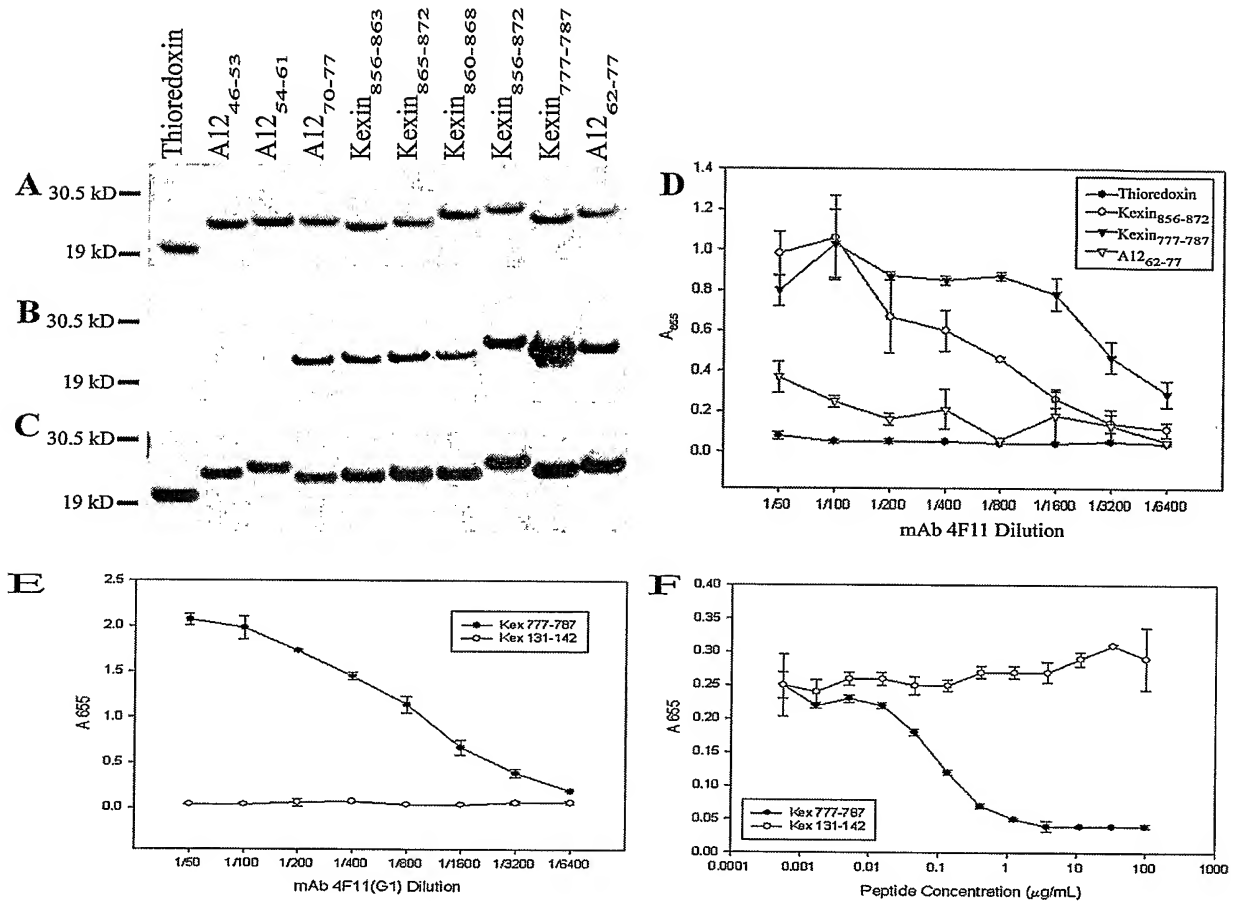 Thioredoxin
A12 46-53
A12 54-61
A12 70-77
Kexin 856-863
Kexin 865-872
Kexin 860-868
Kexin 856-872
Kexin 777-787
A12 62-77
A
30.5 kD
19 kD
B
30.5 kD
19 kD
C
30.5 kD
19 kD
D
1.4
1.2
1.0
0.8
0.6
0.4
0.2
0.0
A655
Thioredoxin
Kexin856-872
Kexin777-787
A1262-77
1/50
1/100
1/200
1/400
1/800
1/1600
1/3200
1/6400
mAb 4F11 Dilution
E
2.5
2.0
1.5
1.0
0.5
0.0
A 655
Kex 777-787
Kex 131-142
1/50
1/100
1/200
1/400
1/800
1/1600
1/3200
1/6400
mAb 4F11(G1) Dilution
F
0.40
0.35
0.30
0.25
0.20
0.15
0.10
0.05
0.00
A 655
Kex 777-787
Kex 131-142
0.0001
0.001
0.01
0.1
1
10
100
1000
Peptide Concentration (μg/mL)